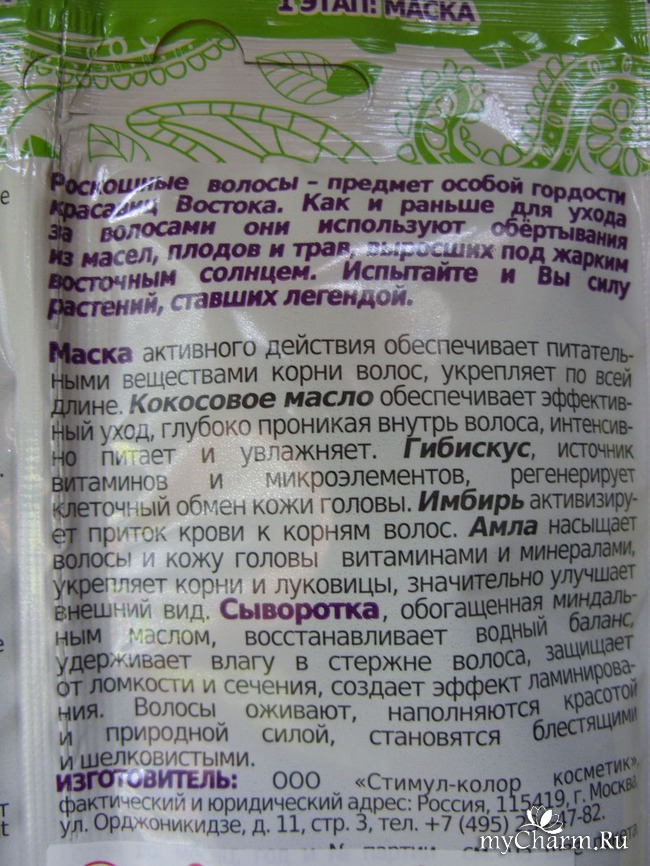 1 ЭТАП: МАСКА
Роскошные волосы – предмет особой гордости
красавиц Востока. Как и раньше для ухода
за волосами они используют обёртывания
из масел, плодов и трав, выросших под жарким
восточным солнцем. Испытайте и Вы силу
растений, ставших легендой.
Маска активного действия обеспечивает питатель-
ными веществами корни волос, укрепляет по всей
длине. Кокосовое масло обеспечивает эффектив-
ный уход, глубоко проникая внутрь волоса, интенсив-
но питает и увлажняет. Гибискус, источник
витаминов и микроэлементов, регенерирует
клеточный обмен кожи головы. Имбирь активизиру-
ет приток крови к корням волос. Амла насыщает
волосы и кожу головы витаминами и минералами,
укрепляет корни и луковицы, значительно улучшает
внешний вид. Сыворотка, обогащенная миндаль-
ным маслом, восстанавливает водный баланс,
удерживает влагу в стержне волоса, защищает
от ломкости и сечения, создает эффект ламинирова-
ния. Волосы оживают, наполняются красотой
и природной силой, становятся блестящими
и шелковистыми.
ИЗГОТОВИТЕЛЬ: ООО «Стимул-колор косметик»,
фактический и юридический адрес: Россия, 115419, г. Москва,
ул. Орджоникидзе, д. 11, стр. 3, тел. +7 (495) 47-82.
myCharm.Ru